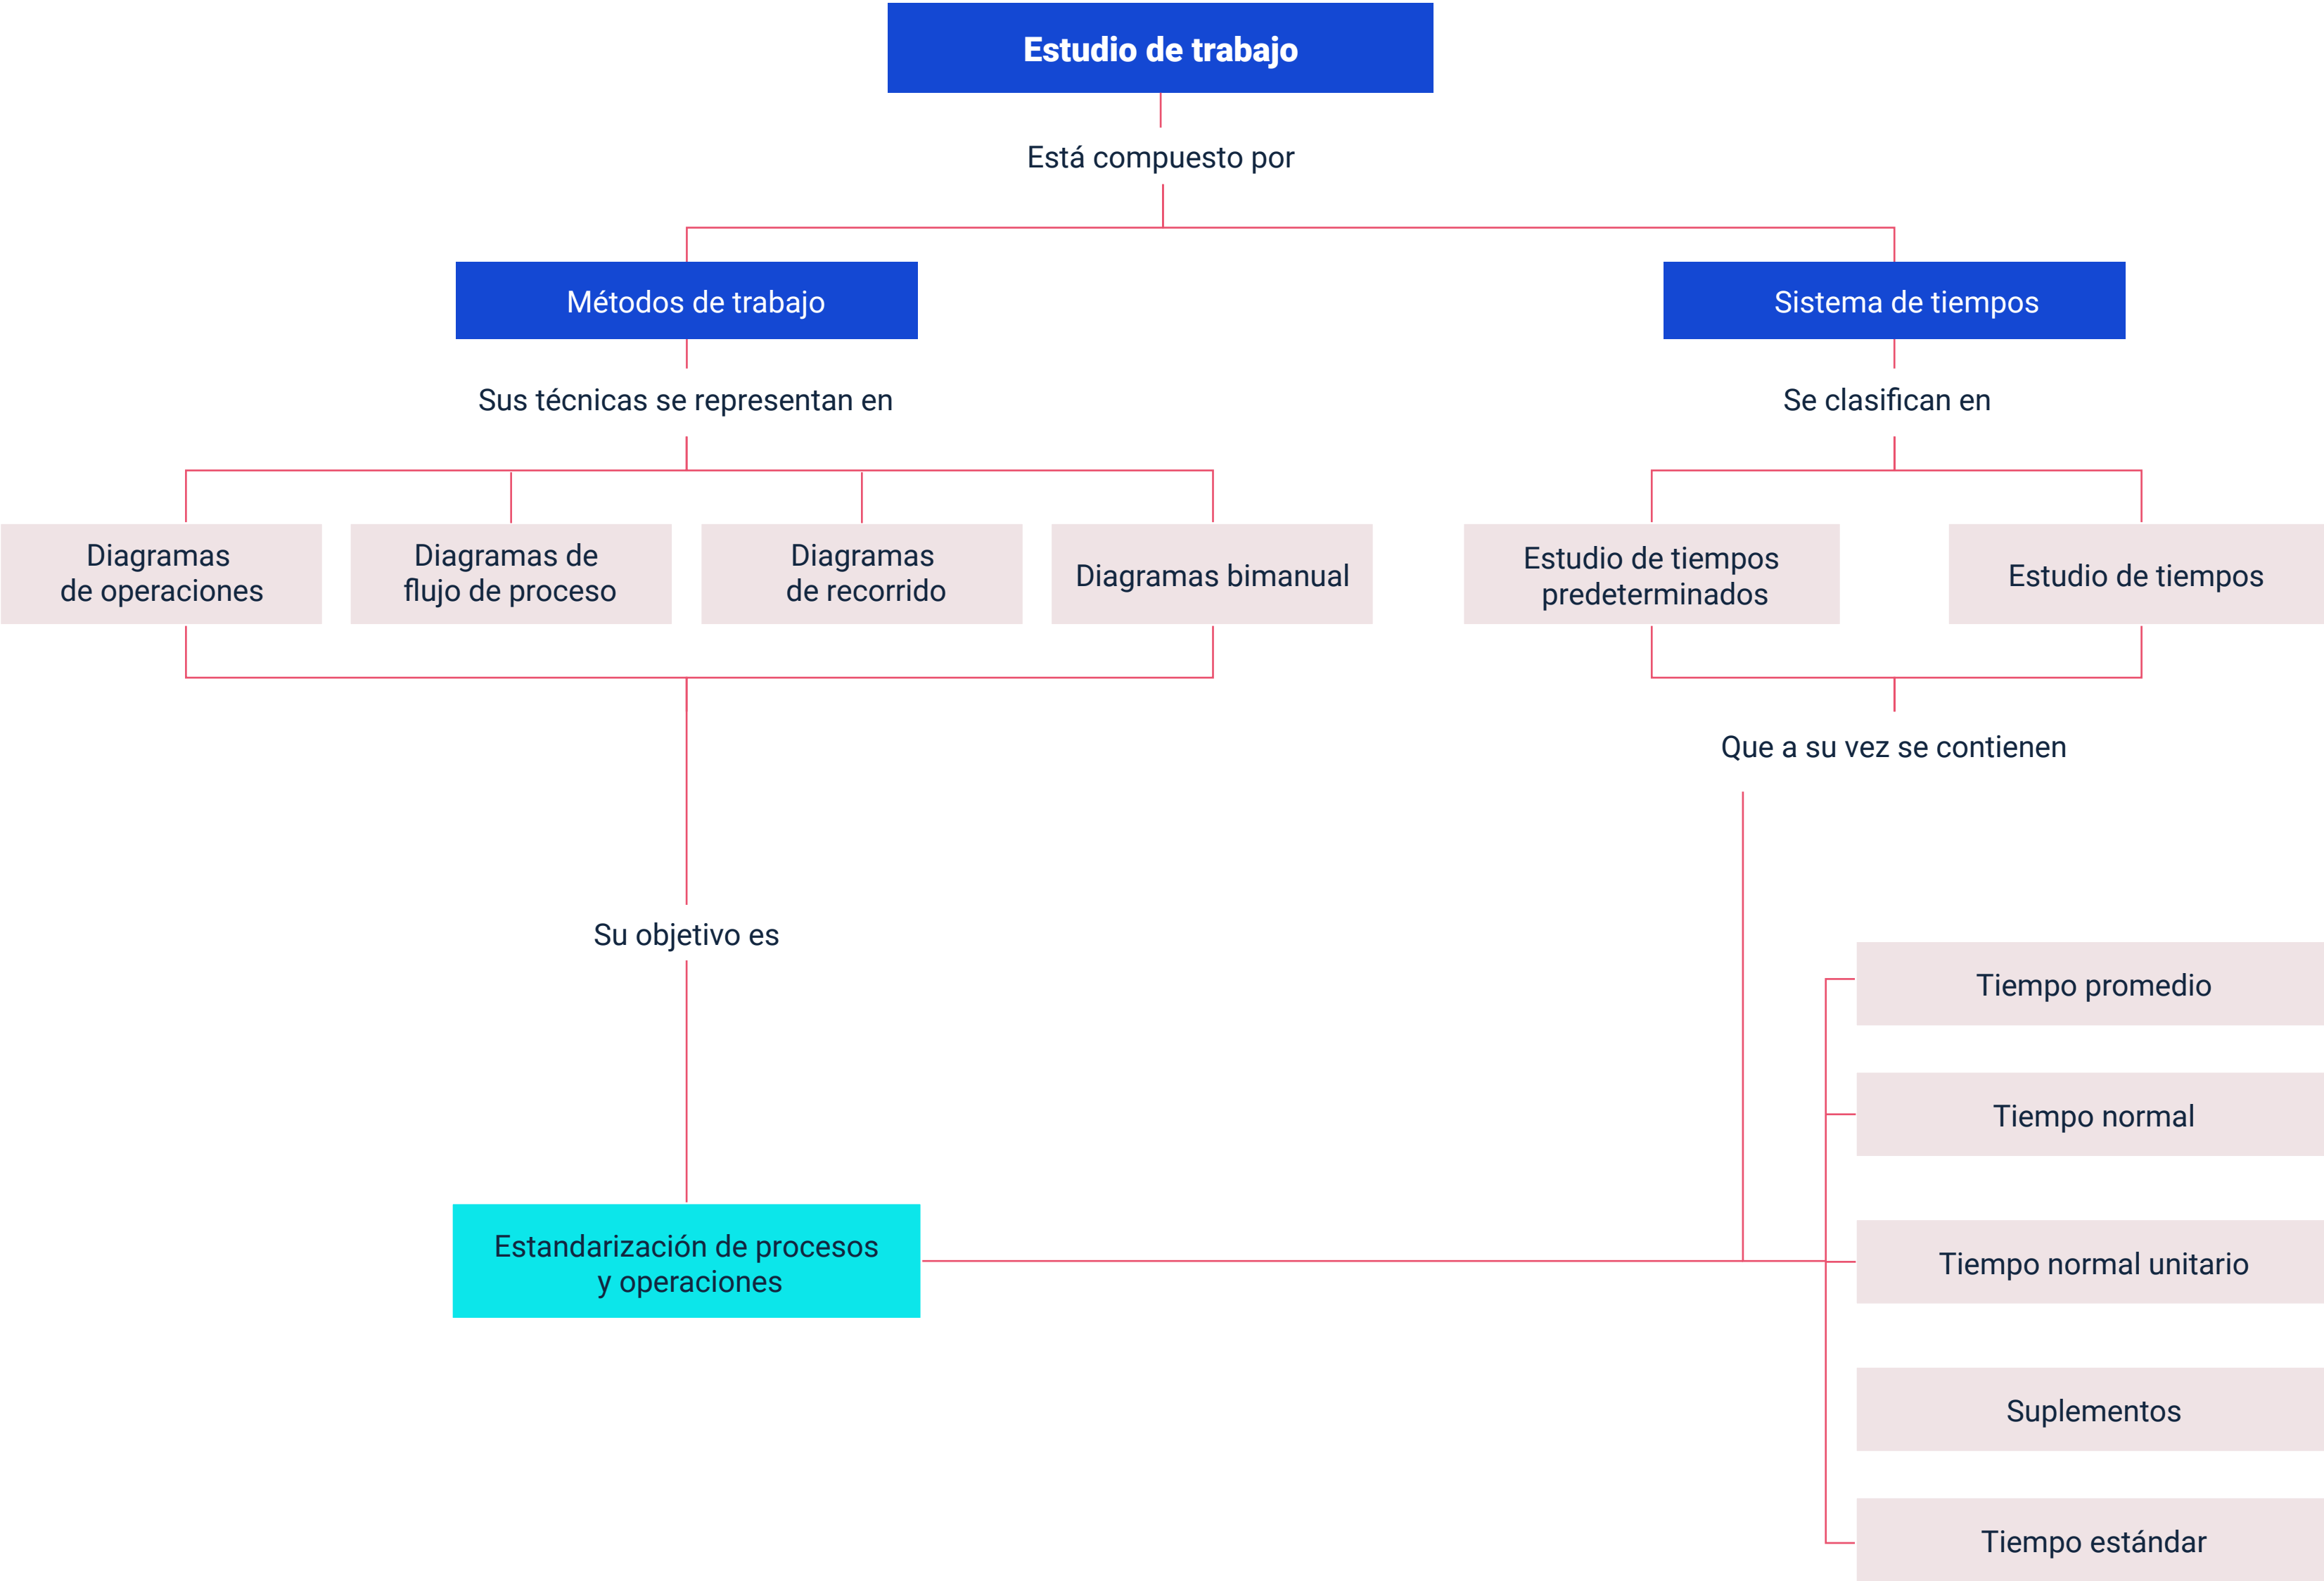 Estudio de trabajo
Está compuesto por
Métodos de trabajo
Sistema de tiempos
Sus técnicas se representan en
Se clasifican en
Diagramas
de operaciones
Diagramas de
flujo de proceso
Diagramas
de recorrido
Diagramas bimanual
Estudio de tiempos
predeterminados
Estudio de tiempos
Que a su vez se contienen
Su objetivo es
Tiempo promedio
Tiempo normal
Estandarización de procesos
y operaciones
Tiempo normal unitario
Suplementos
Tiempo estándar